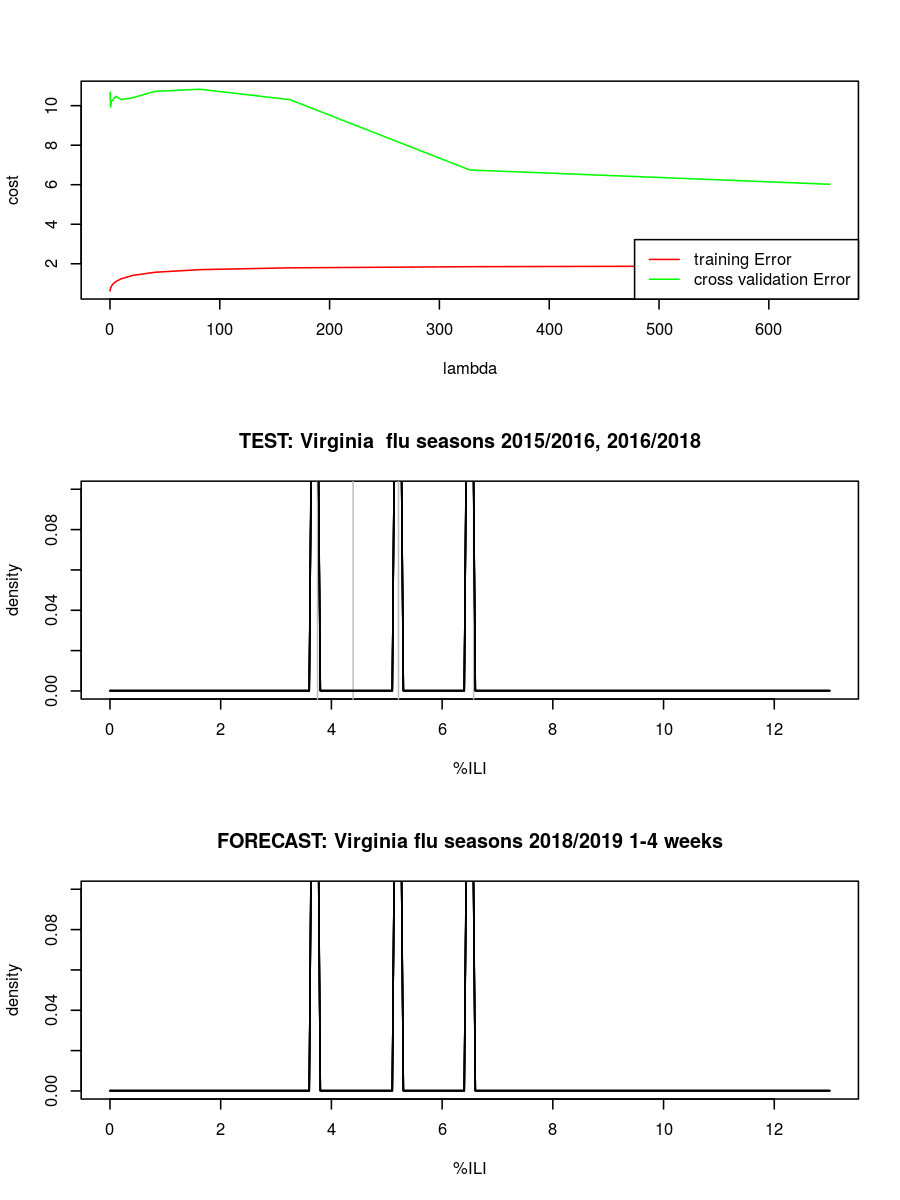 cost
2 4 6 8 10
training Error
cross validation Error
0 100 200 300 400 500 600
lambda
TEST: Virginia  flu seasons 2015/2016, 2016/2018
density
0.00 0.04 0.08
0 2 4 6 8 10 12
%ILI
FORECAST: Virginia flu seasons 2018/2019 1-4 weeks
density
0.00 0.04 0.08
0 2 4 6 8 10 12
%ILI